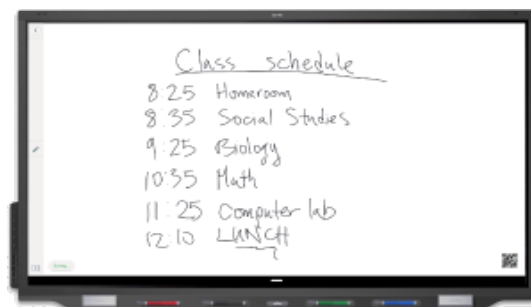 Class schedule
8:25 Homeroom
8:35 Social Studies
9:25 Biology
10:35 Math
11:25 Computer lab
12:10 LUNCH